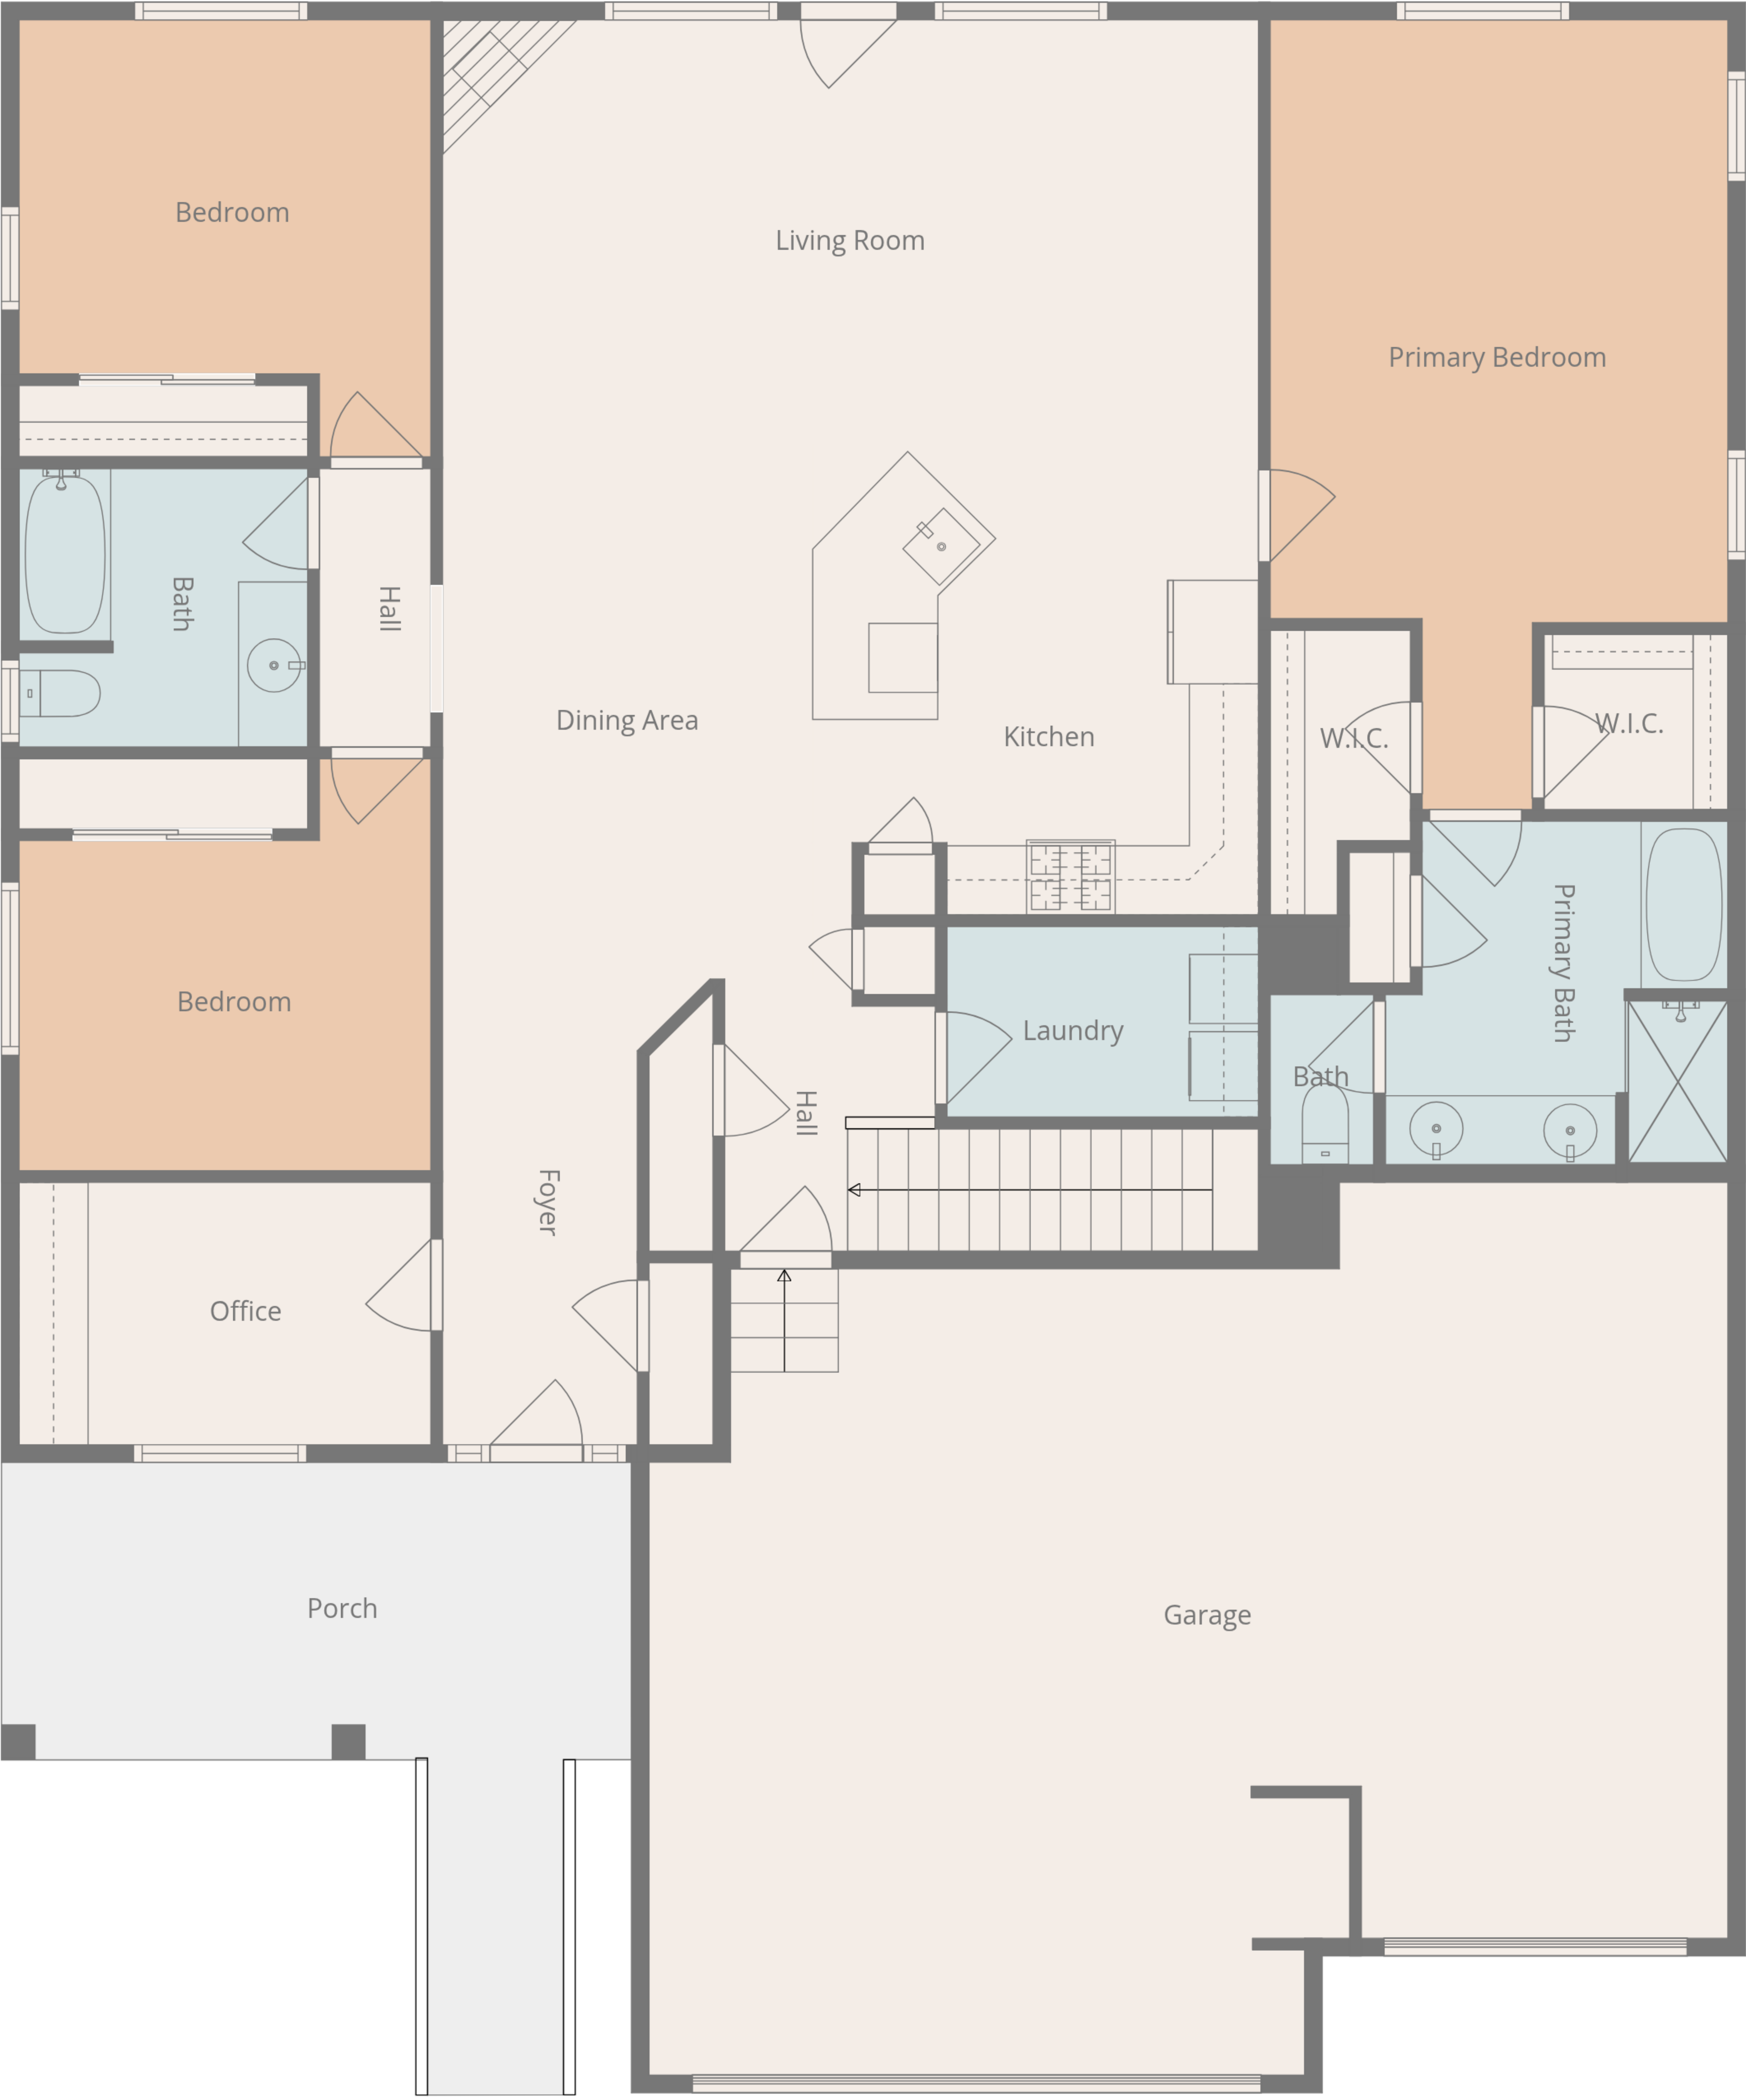 Bedroom
Living Room
Primary Bedroom
Bath
Hall
Dining Area
Kitchen
W.I.C.
W.I.C.
Bedroom
Laundry
Primary Bath
Bath
Hall
Foyer
Office
Porch
Garage